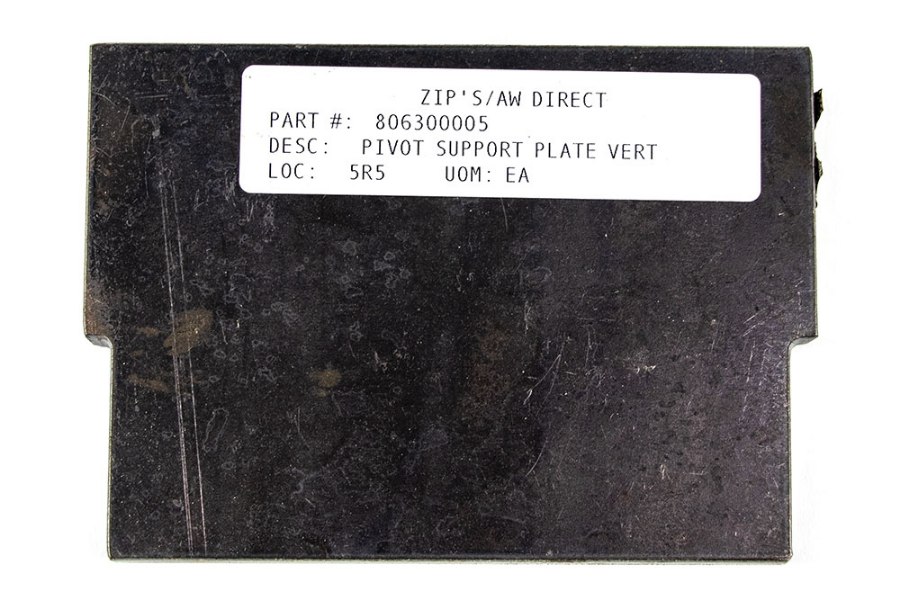 ZIP'S/AW DIRECT
PART #: 806300005
DESC: PIVOT SUPPORT PLATE VERT
LOC: 5R5 UOM: EA